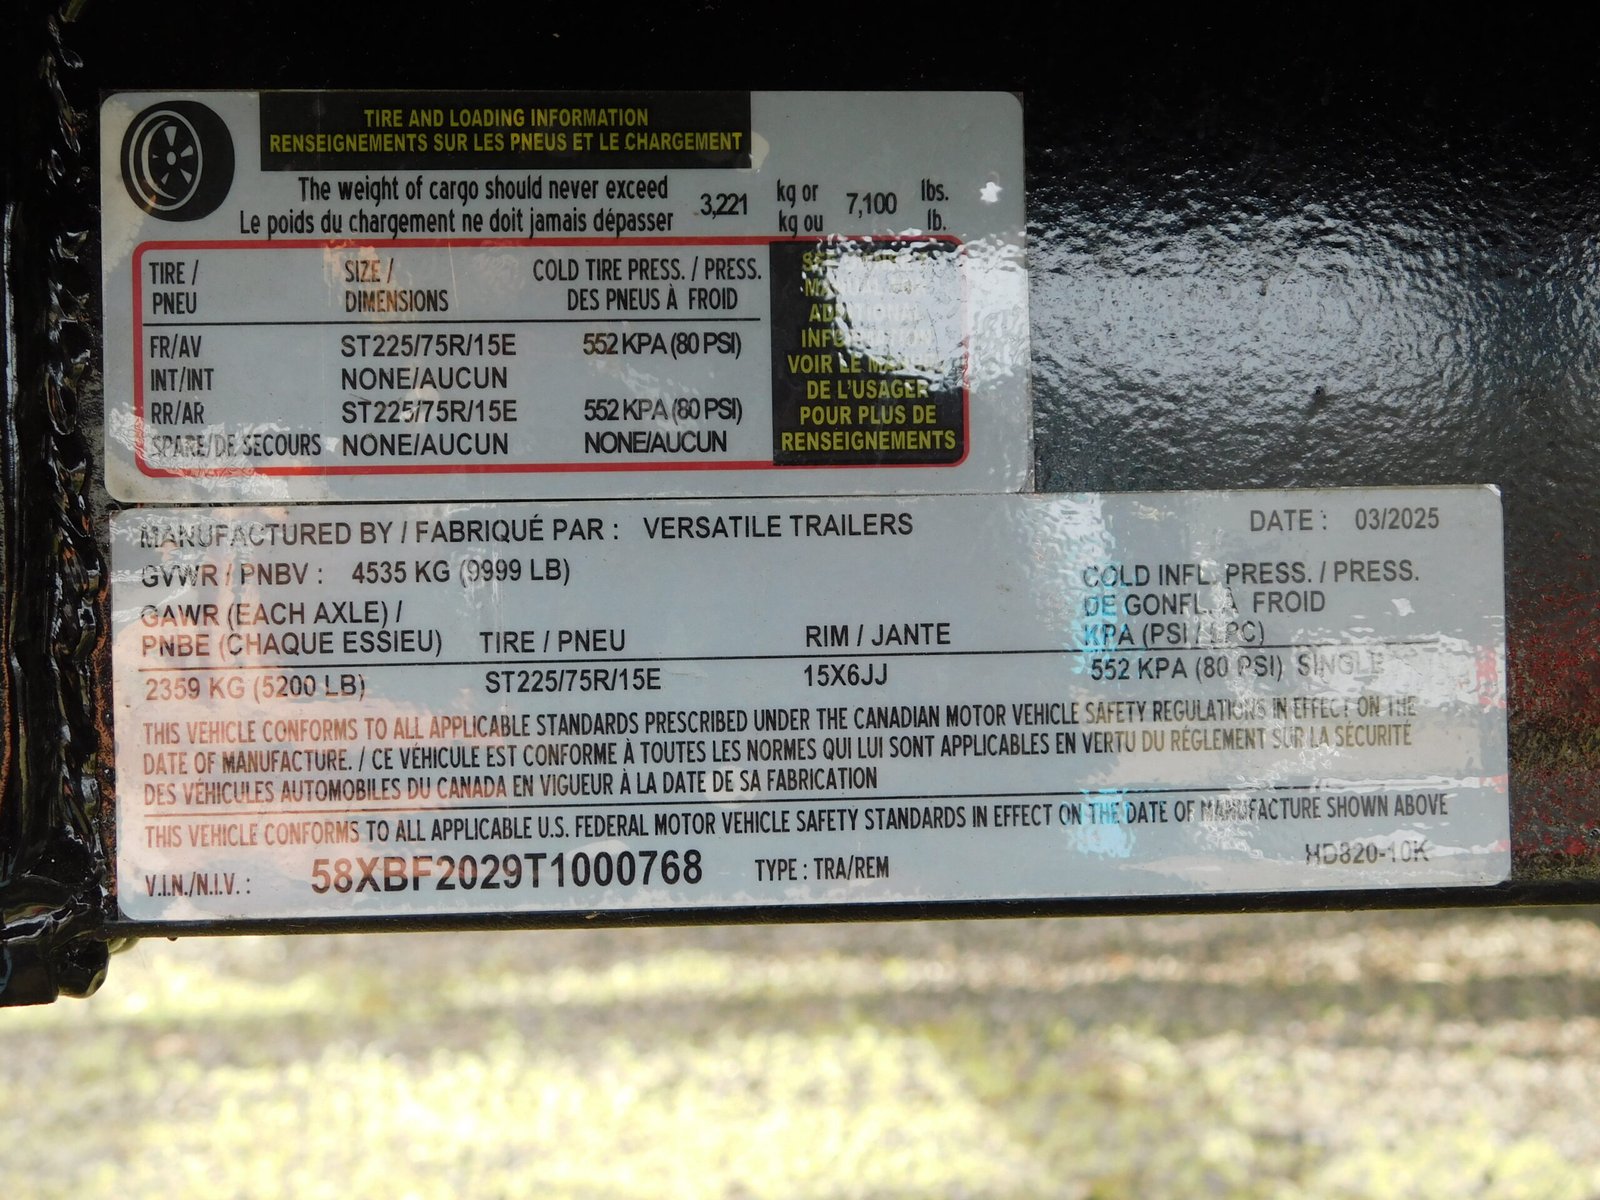 TIRE AND LOADING INFORMATION
RENSEIGNEMENTS SUR LES PNEUS ET LE CHARGEMENT
The weight of cargo should never exceed 3,221 kg or 7,100 lbs.
Le poids du chargement ne doit jamais dépasser kg ou lb.
TIRE / SIZE / COLD TIRE PRESS. / PRESS.
PNEU DIMENSIONS DES PNEUS À FROID
FR/AV ST225/75R/15E 552 KPA (80 PSI)
INT/INT NONE/AUCUN
RR/AR ST225/75R/15E 552 KPA (80 PSI)
SPARE/DE SECOURS NONE/AUCUN NONE/AUCUN
VOIR LE
DE L'USAGER
POUR PLUS DE
RENSEIGNEMENTS
MANUFACTURED BY / FABRIQUÉ PAR : VERSATILE TRAILERS DATE : 03/2025
GVWR / PNBV : 4535 KG (9999 LB) COLD INFL. PRESS. / PRESS.
GAWR (EACH AXLE) / DE GONFL. À FROID
PNBE (CHAQUE ESSIEU) TIRE / PNEU RIM / JANTE KPA (PSI / LPC)
2359 KG (5200 LB) ST225/75R/15E 15X6JJ 552 KPA (80 PSI) SINGLE
THIS VEHICLE CONFORMS TO ALL APPLICABLE STANDARDS PRESCRIBED UNDER THE CANADIAN MOTOR VEHICLE SAFETY REGULATIONS IN EFFECT ON THE
DATE OF MANUFACTURE. / CE VÉHICULE EST CONFORME À TOUTES LES NORMES QUI LUI SONT APPLICABLES EN VERTU DU RÉGLEMENT SUR LA SÉCURITÉ
DES VÉHICULES AUTOMOBILES DU CANADA EN VIGUEUR À LA DATE DE SA FABRICATION
THIS VEHICLE CONFORMS TO ALL APPLICABLE U.S. FEDERAL MOTOR VEHICLE SAFETY STANDARDS IN EFFECT ON THE DATE OF MANUFACTURE SHOWN ABOVE
V.I.N./N.I.V. : 58XBF2029T1000768 TYPE : TRA/REM HD820-10K